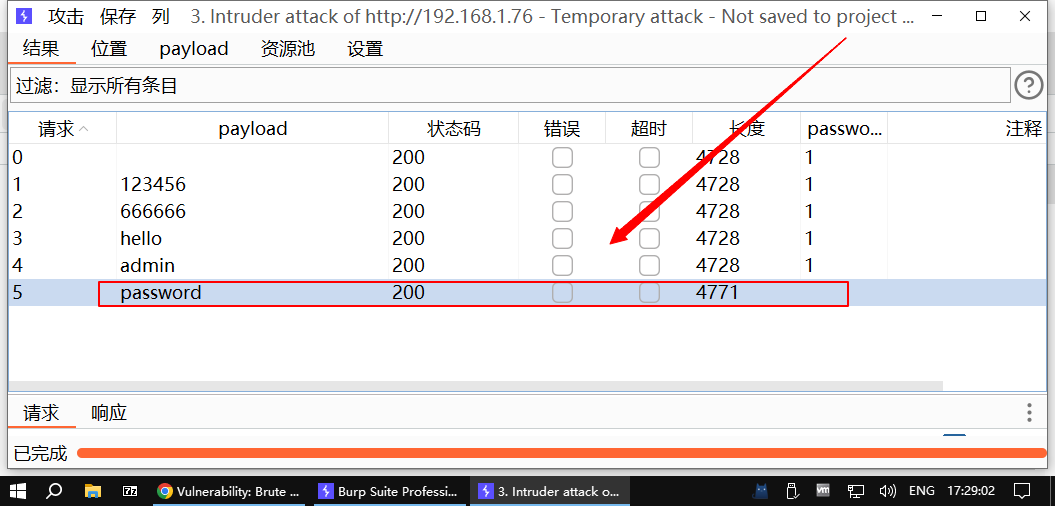 攻击 保存 列 3. Intruder attack of http://192.168.1.76 - Temporary attack - Not saved to project ...
结果 位置 payload 资源池 设置
过滤：显示所有条目 ?
请求 payload 状态码 错误 超时 长度 passwo... 注释
0 200 4728 1
1 123456 200 4728 1
2 666666 200 4728 1
3 hello 200 4728 1
4 admin 200 4728 1
5 password 200 4771
请求 响应
已完成
Vulnerability: Brute ... Burp Suite Professi... 3. Intruder attack o... vm ENG 17:29:02